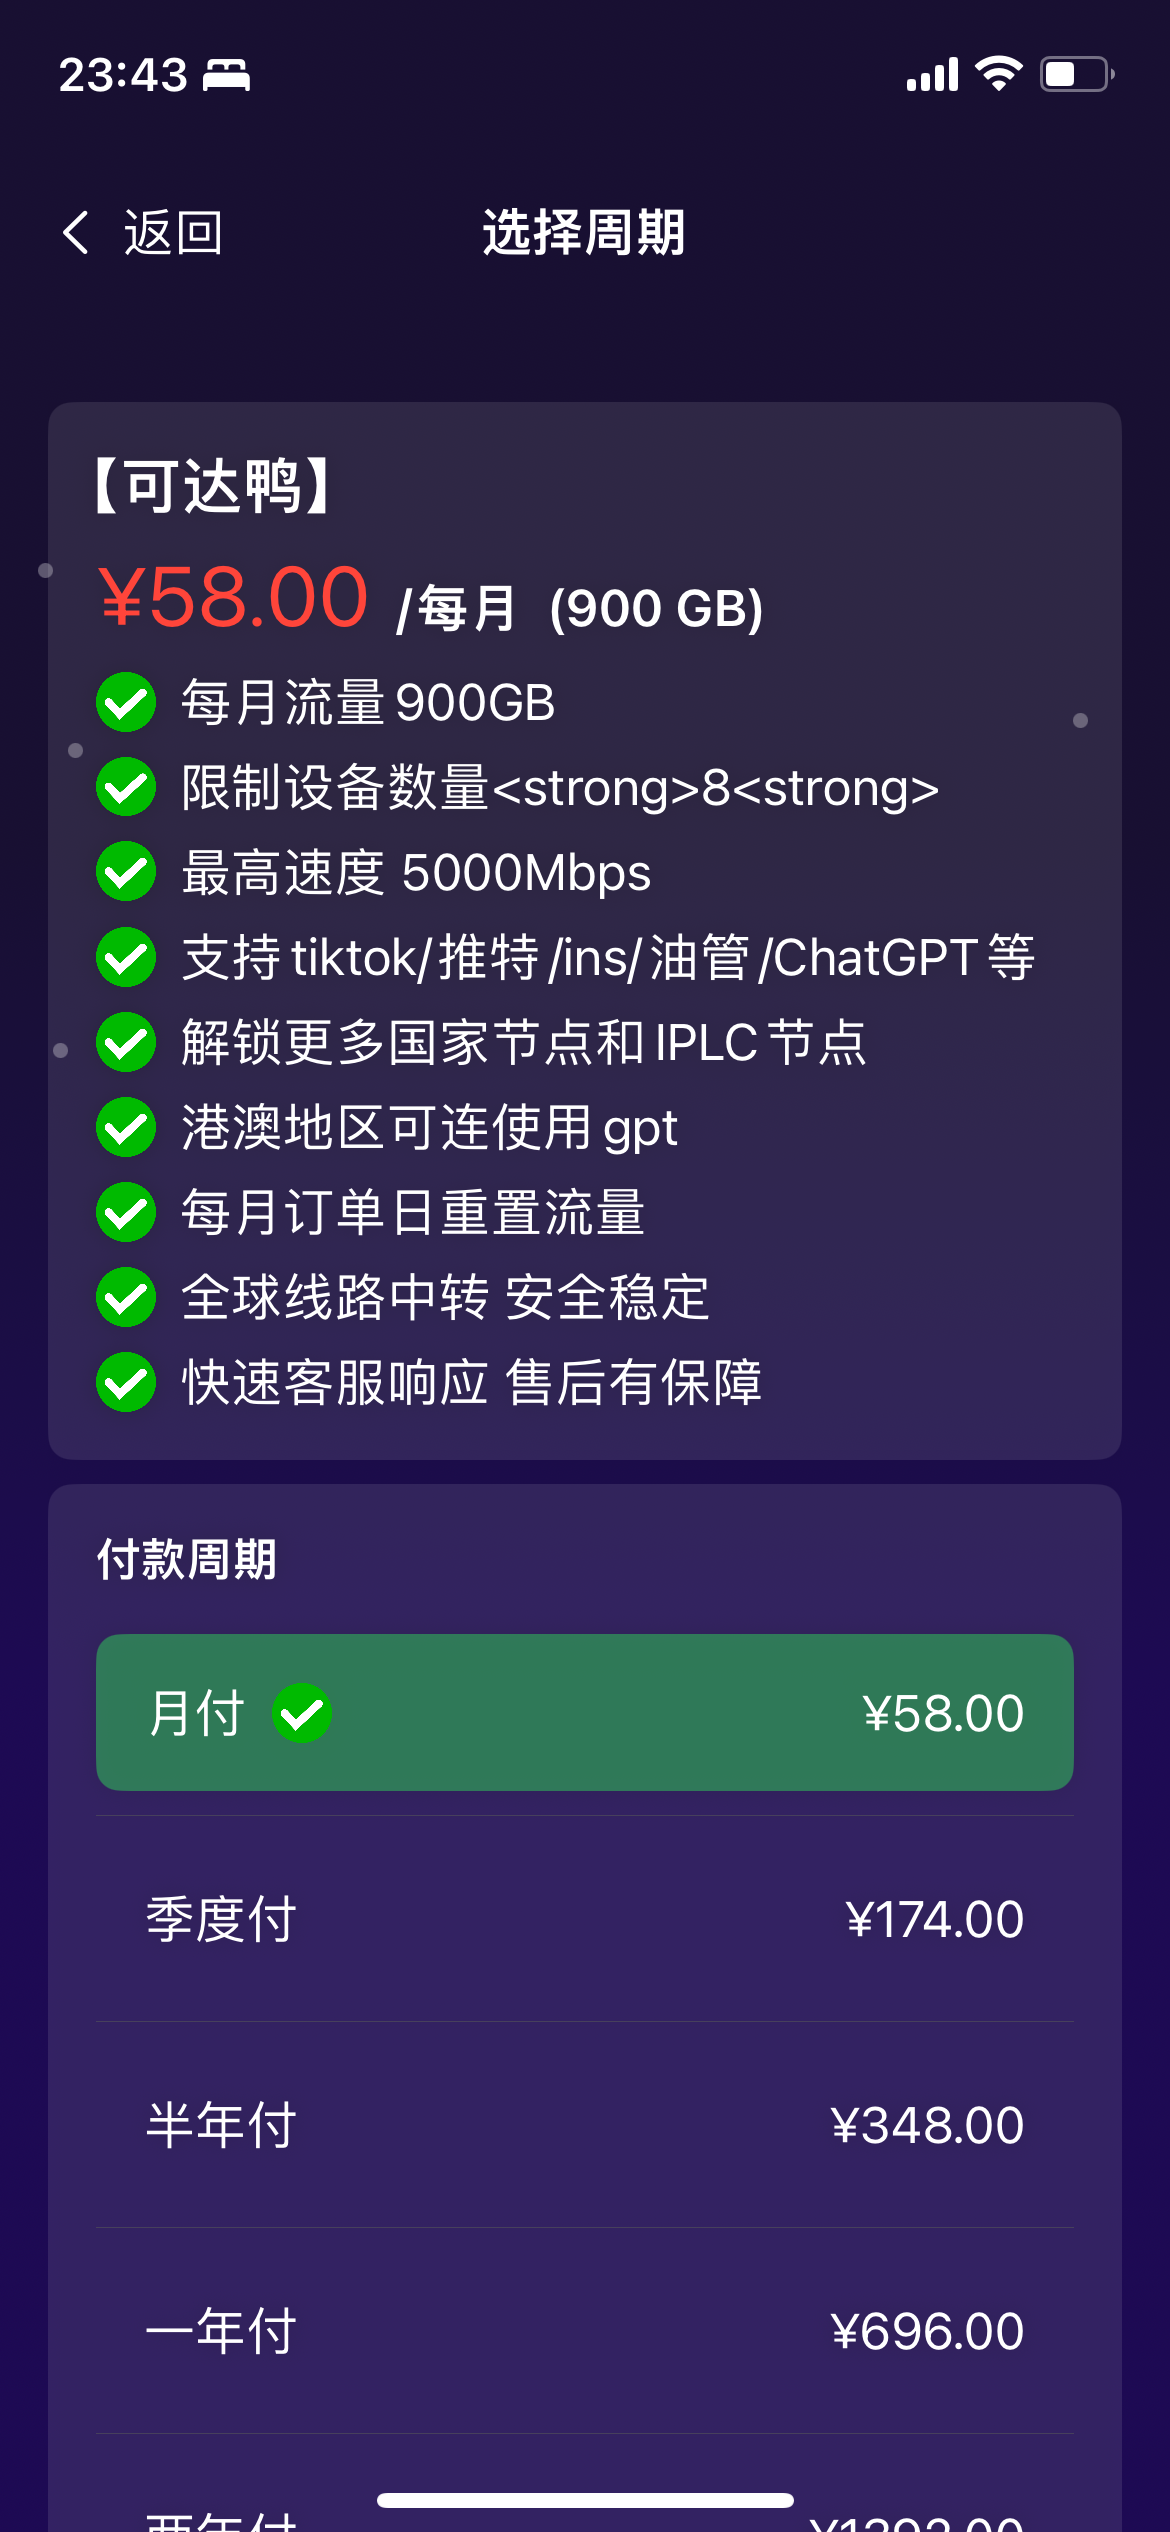 23:43
返回
选择周期
【可达鸭】
¥58.00 /每月 (900 GB)
每月流量900GB
限制设备数量<strong>8<strong>
最高速度 5000Mbps
支持tiktok/推特/ins/油管/ChatGPT等
解锁更多国家节点和IPLC节点
港澳地区可连使用gpt
每月订单日重置流量
全球线路中转 安全稳定
快速客服响应 售后有保障
付款周期
月付 ¥58.00
季度付 ¥174.00
半年付 ¥348.00
一年付 ¥696.00
两年付 ¥1392.00